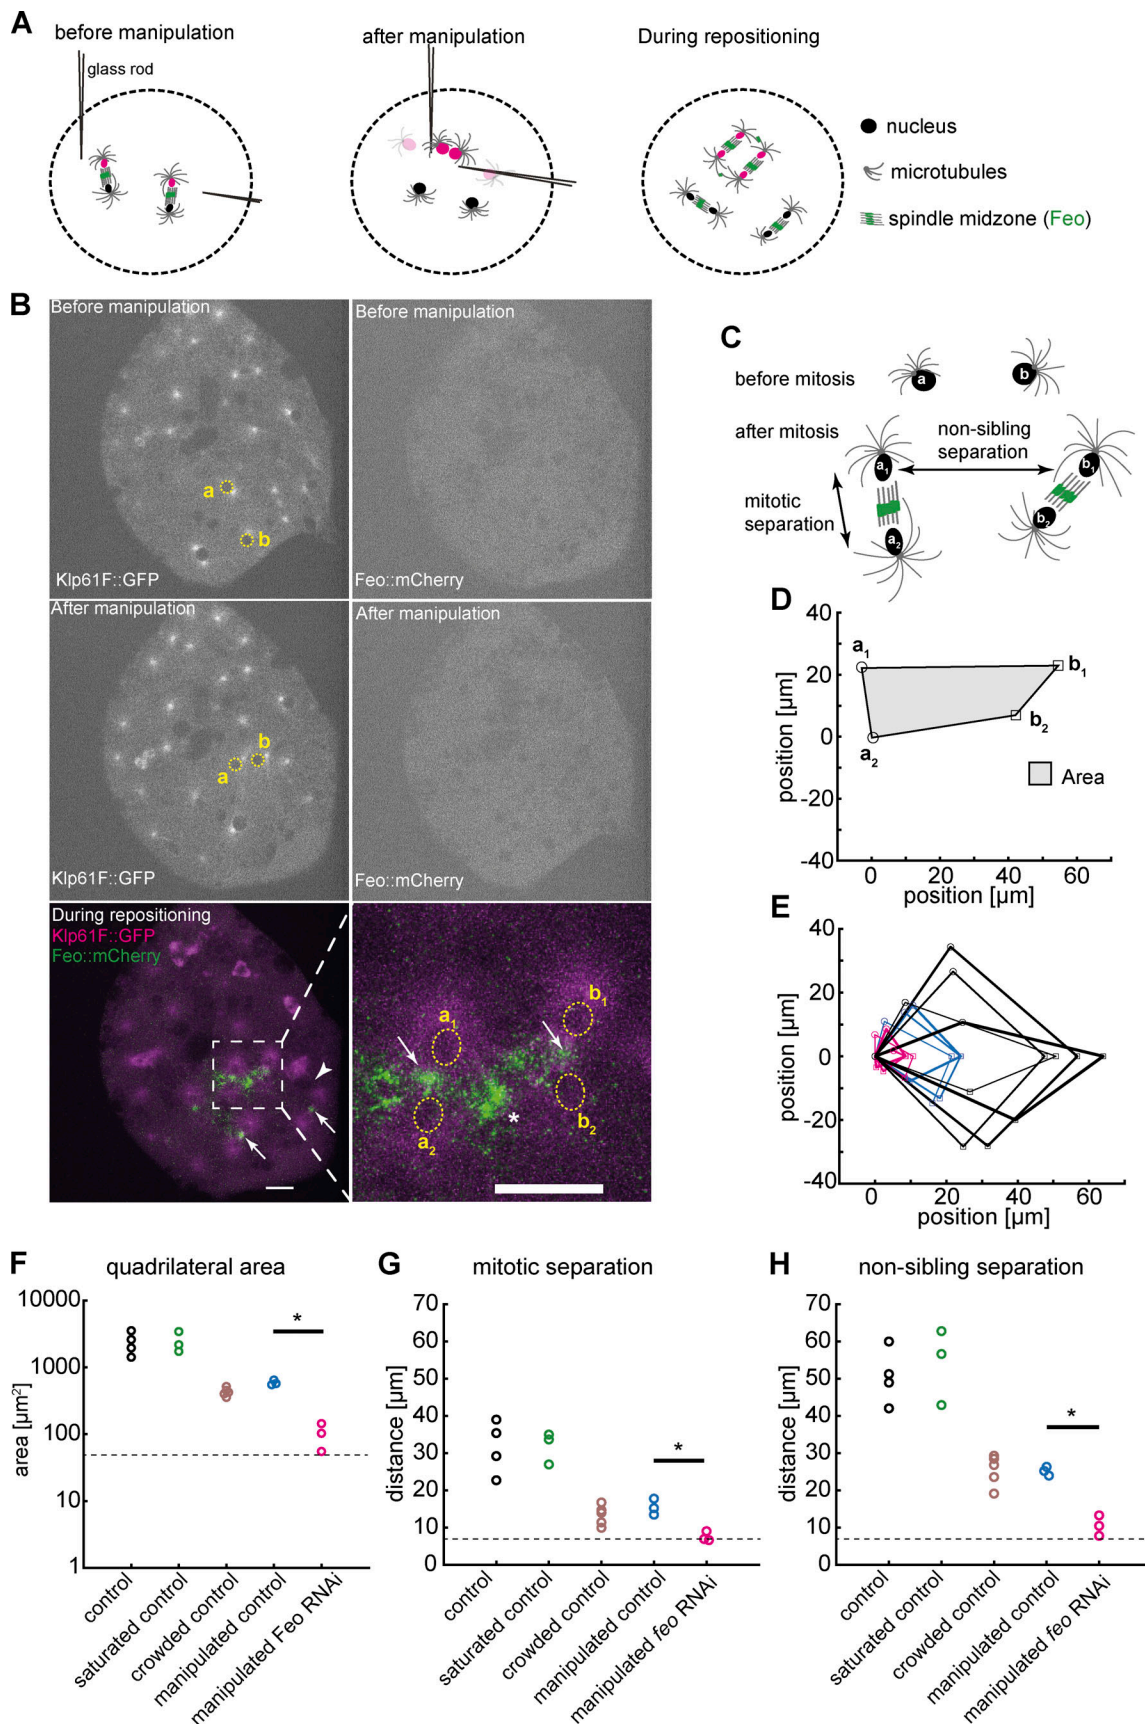 A
before manipulation
after manipulation
During repositioning
glass rod
nucleus
microtubules
spindle midzone (Feo)
B
Before manipulation
Before manipulation
a
b
Klp61F::GFP
Feo::mCherry
After manipulation
After manipulation
b
a
Klp61F::GFP
Feo::mCherry
During repositioning
Klp61F::GFP
Feo::mCherry
a1
b1
*
a2
b2
C
before mitosis
a
b
after mitosis
non-sibling
separation
a1
b1
mitotic
separation
a2
b2
D
40
20
0
-20
-40
position [µm]
a1
b1
b2
a2
Area
0
20
40
60
position [µm]
E
40
20
0
-20
-40
position [µm]
0
20
40
60
position [µm]
F
quadrilateral area
10000
1000
100
10
1
area [µm²]
*
control
saturated control
crowded control
manipulated control
manipulated Feo RNAi
G
mitotic separation
70
60
50
40
30
20
10
0
distance [µm]
*
control
saturated control
crowded control
manipulated control
manipulated feo RNAi
H
non-sibling separation
70
60
50
40
30
20
10
0
distance [µm]
*
control
saturated control
crowded control
manipulated control
manipulated feo RNAi